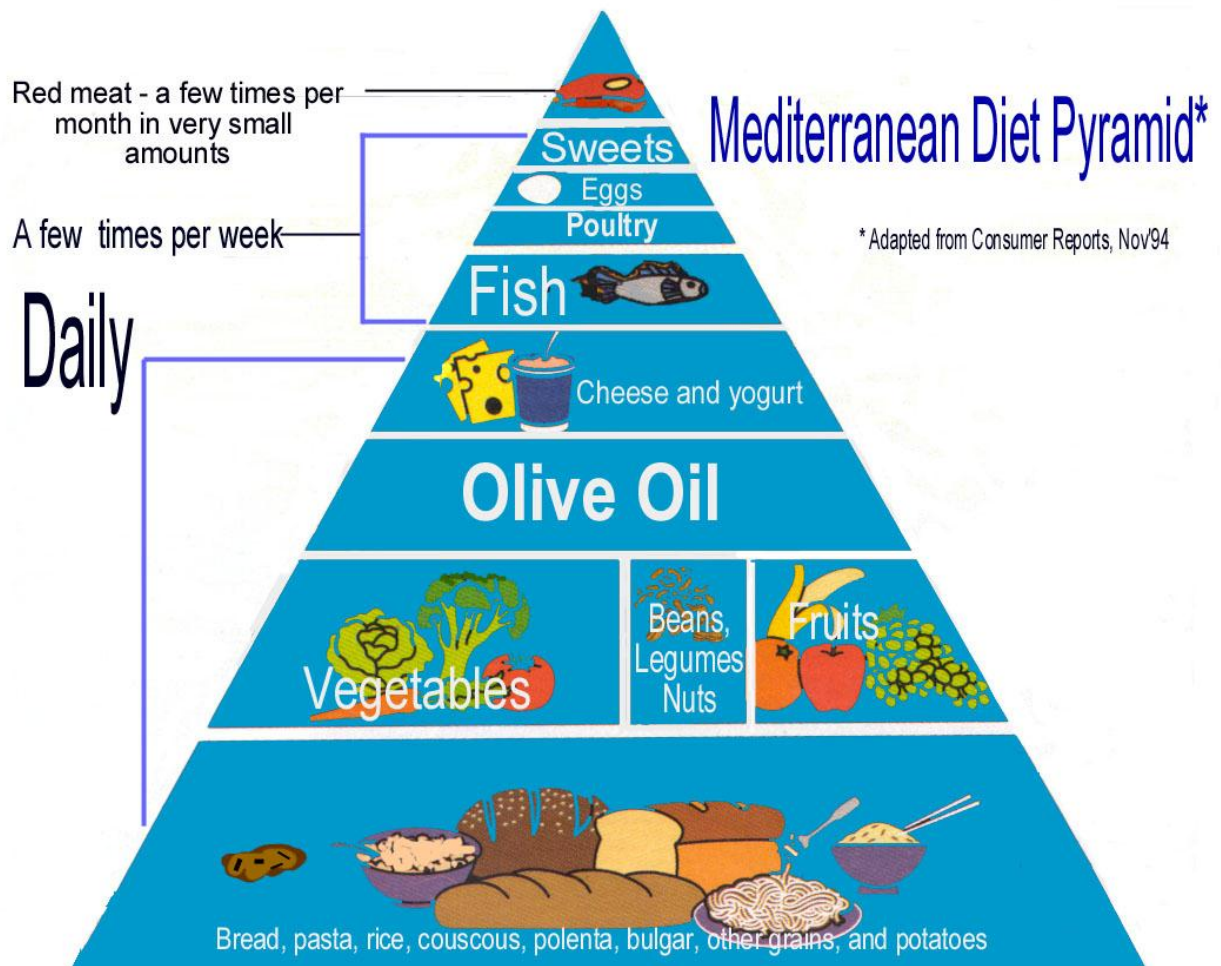 Red meat - a few times per
month in very small
amounts
Mediterranean Diet Pyramid*
* Adapted from Consumer Reports, Nov'94
Sweets
Eggs
Poultry
A few times per week
Fish
Daily
Cheese and yogurt
Olive Oil
Vegetables
Beans,
Legumes
Nuts
Fruits
Bread, pasta, rice, couscous, polenta, bulgar, other grains, and potatoes